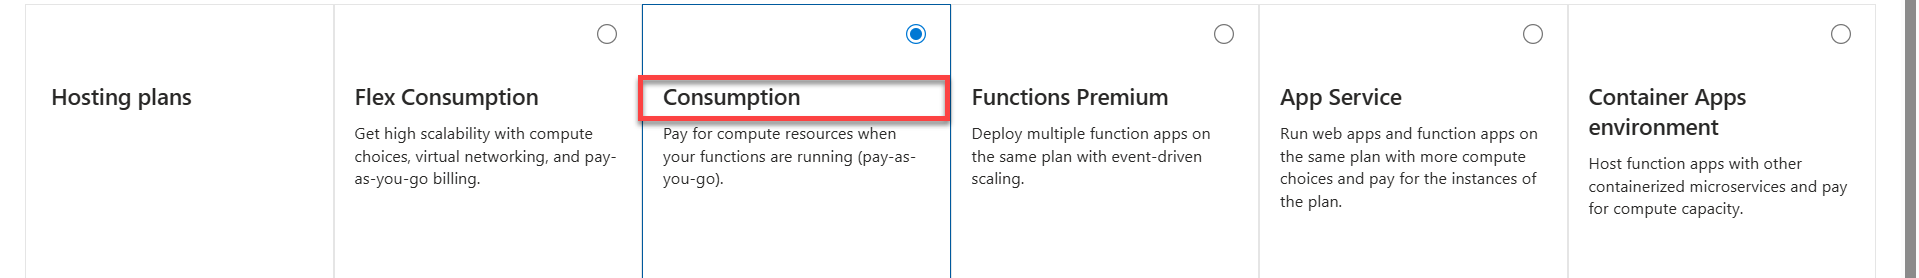 Hosting plans
Flex Consumption
Get high scalability with compute
choices, virtual networking, and pay-
as-you-go billing.
Consumption
Pay for compute resources when
your functions are running (pay-as-
you-go).
Functions Premium
Deploy multiple function apps on
the same plan with event-driven
scaling.
App Service
Run web apps and function apps on
the same plan with more compute
choices and pay for the instances of
the plan.
Container Apps
environment
Host function apps with other
containerized microservices and pay
for compute capacity.